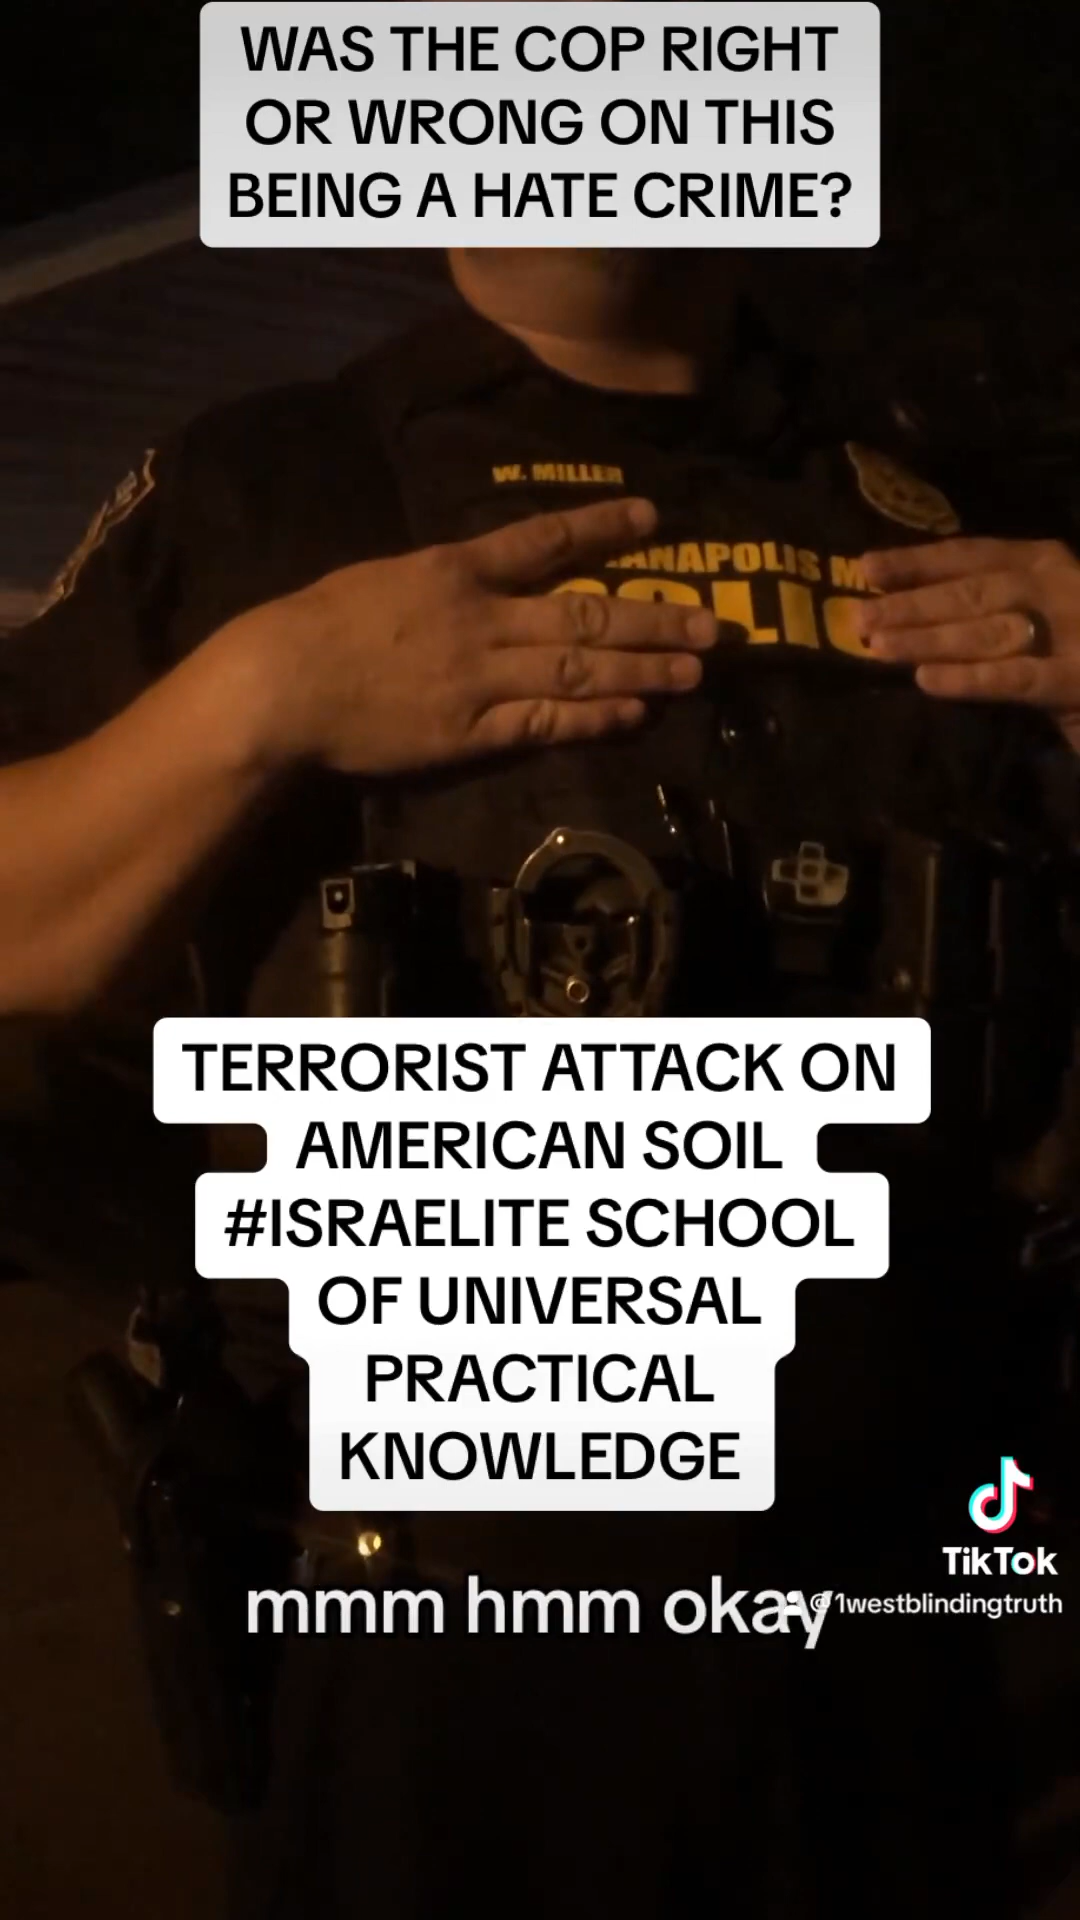 WAS THE COP RIGHT
OR WRONG ON THIS
BEING A HATE CRIME?
W. MILLER
TERRORIST ATTACK ON
AMERICAN SOIL
#ISRAELITE SCHOOL
OF UNIVERSAL
PRACTICAL
KNOWLEDGE
TikTok
@1westblindingtruth
mmm hmm okay